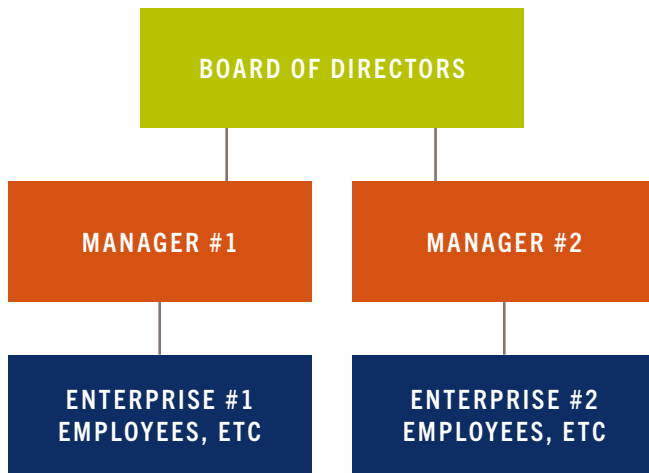 BOARD OF DIRECTORS
MANAGER #1
MANAGER #2
ENTERPRISE #1
EMPLOYEES, ETC
ENTERPRISE #2
EMPLOYEES, ETC